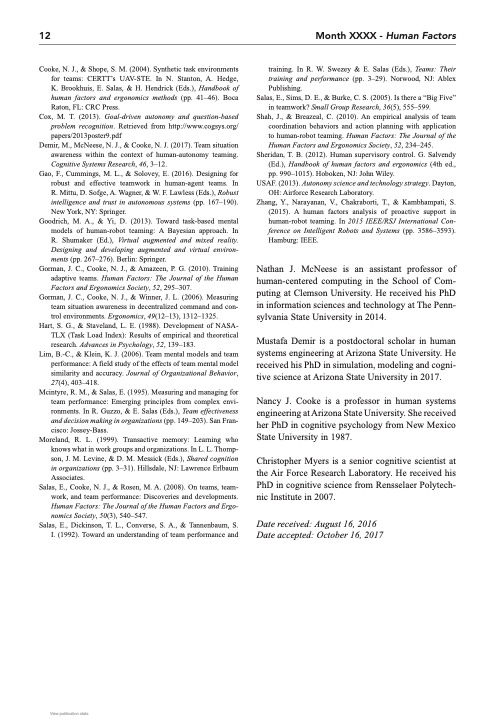 12
Month XXXX - Human Factors
Cooke, N. J., & Shope, S. M. (2004). Synthetic task environments
for teams: CERTT's UAV-STE. In N. Stanton, A. Hedge,
K. Brookhuis, E. Salas, & H. Hendrick (Eds.), Handbook of
human factors and ergonomics methods (pp. 41–46). Boca
Raton, FL: CRC Press.
Cox, M. T. (2013). Goal-driven autonomy and question-based
problem recognition. Retrieved from http://www.cogsys.org/
papers/2013poster9.pdf
Demir, M., McNeese, N. J., & Cooke, N. J. (2017). Team situation
awareness within the context of human-autonomy teaming.
Cognitive Systems Research, 46, 3–12.
Gao, F., Cummings, M. L., & Solovey, E. (2016). Designing for
robust and effective teamwork in human-agent teams. In
R. Mittu, D. Sofge, A. Wagner, & W. F. Lawless (Eds.), Robust
intelligence and trust in autonomous systems (pp. 167–190).
New York, NY: Springer.
Goodrich, M. A., & Yi, D. (2013). Toward task-based mental
models of human-robot teaming: A Bayesian approach. In
R. Shumaker (Ed.), Virtual augmented and mixed reality.
Designing and developing augmented and virtual environ-
ments (pp. 267–276). Berlin: Springer.
Gorman, J. C., Cooke, N. J., & Amazeen, P. G. (2010). Training
adaptive teams. Human Factors: The Journal of the Human
Factors and Ergonomics Society, 52, 295–307.
Gorman, J. C., Cooke, N. J., & Winner, J. L. (2006). Measuring
team situation awareness in decentralized command and con-
trol environments. Ergonomics, 49(12–13), 1312–1325.
Hart, S. G., & Staveland, L. E. (1988). Development of NASA-
TLX (Task Load Index): Results of empirical and theoretical
research. Advances in Psychology, 52, 139–183.
Lim, B.-C., & Klein, K. J. (2006). Team mental models and team
performance: A field study of the effects of team mental model
similarity and accuracy. Journal of Organizational Behavior,
27(4), 403–418.
Mcintyre, R. M., & Salas, E. (1995). Measuring and managing for
team performance: Emerging principles from complex envi-
ronments. In R. Guzzo, & E. Salas (Eds.), Team effectiveness
and decision making in organizations (pp. 149–203). San Fran-
cisco: Jossey-Bass.
Moreland, R. L. (1999). Transactive memory: Learning who
knows what in work groups and organizations. In L. L. Thomp-
son, J. M. Levine, & D. M. Messick (Eds.), Shared cognition
in organizations (pp. 3–31). Hillsdale, NJ: Lawrence Erlbaum
Associates.
Salas, E., Cooke, N. J., & Rosen, M. A. (2008). On teams, team-
work, and team performance: Discoveries and developments.
Human Factors: The Journal of the Human Factors and Ergo-
nomics Society, 50(3), 540–547.
Salas, E., Dickinson, T. L., Converse, S. A., & Tannenbaum, S.
I. (1992). Toward an understanding of team performance and
training. In R. W. Swezey & E. Salas (Eds.), Teams: Their
training and performance (pp. 3–29). Norwood, NJ: Ablex
Publishing.
Salas, E., Sims, D. E., & Burke, C. S. (2005). Is there a “Big Five”
in teamwork? Small Group Research, 36(5), 555–599.
Shah, J., & Breazeal, C. (2010). An empirical analysis of team
coordination behaviors and action planning with application
to human-robot teaming. Human Factors: The Journal of the
Human Factors and Ergonomics Society, 52, 234–245.
Sheridan, T. B. (2012). Human supervisory control. G. Salvendy
(Ed.), Handbook of human factors and ergonomics (4th ed.,
pp. 990–1015). Hoboken, NJ: John Wiley.
USAF. (2013). Autonomy science and technology strategy. Dayton,
OH: Airforce Research Laboratory.
Zhang, Y., Narayanan, V., Chakraborti, T., & Kambhampati, S.
(2015). A human factors analysis of proactive support in
human-robot teaming. In 2015 IEEE/RSJ International Con-
ference on Intelligent Robots and Systems (pp. 3586–3593).
Hamburg: IEEE.
Nathan J. McNeese is an assistant professor of
human-centered computing in the School of Com-
puting at Clemson University. He received his PhD
in information sciences and technology at The Penn-
sylvania State University in 2014.
Mustafa Demir is a postdoctoral scholar in human
systems engineering at Arizona State University. He
received his PhD in simulation, modeling and cogni-
tive science at Arizona State University in 2017.
Nancy J. Cooke is a professor in human systems
engineering at Arizona State University. She received
her PhD in cognitive psychology from New Mexico
State University in 1987.
Christopher Myers is a senior cognitive scientist at
the Air Force Research Laboratory. He received his
PhD in cognitive science from Rensselaer Polytech-
nic Institute in 2007.
Date received: August 16, 2016
Date accepted: October 16, 2017
View publication stats